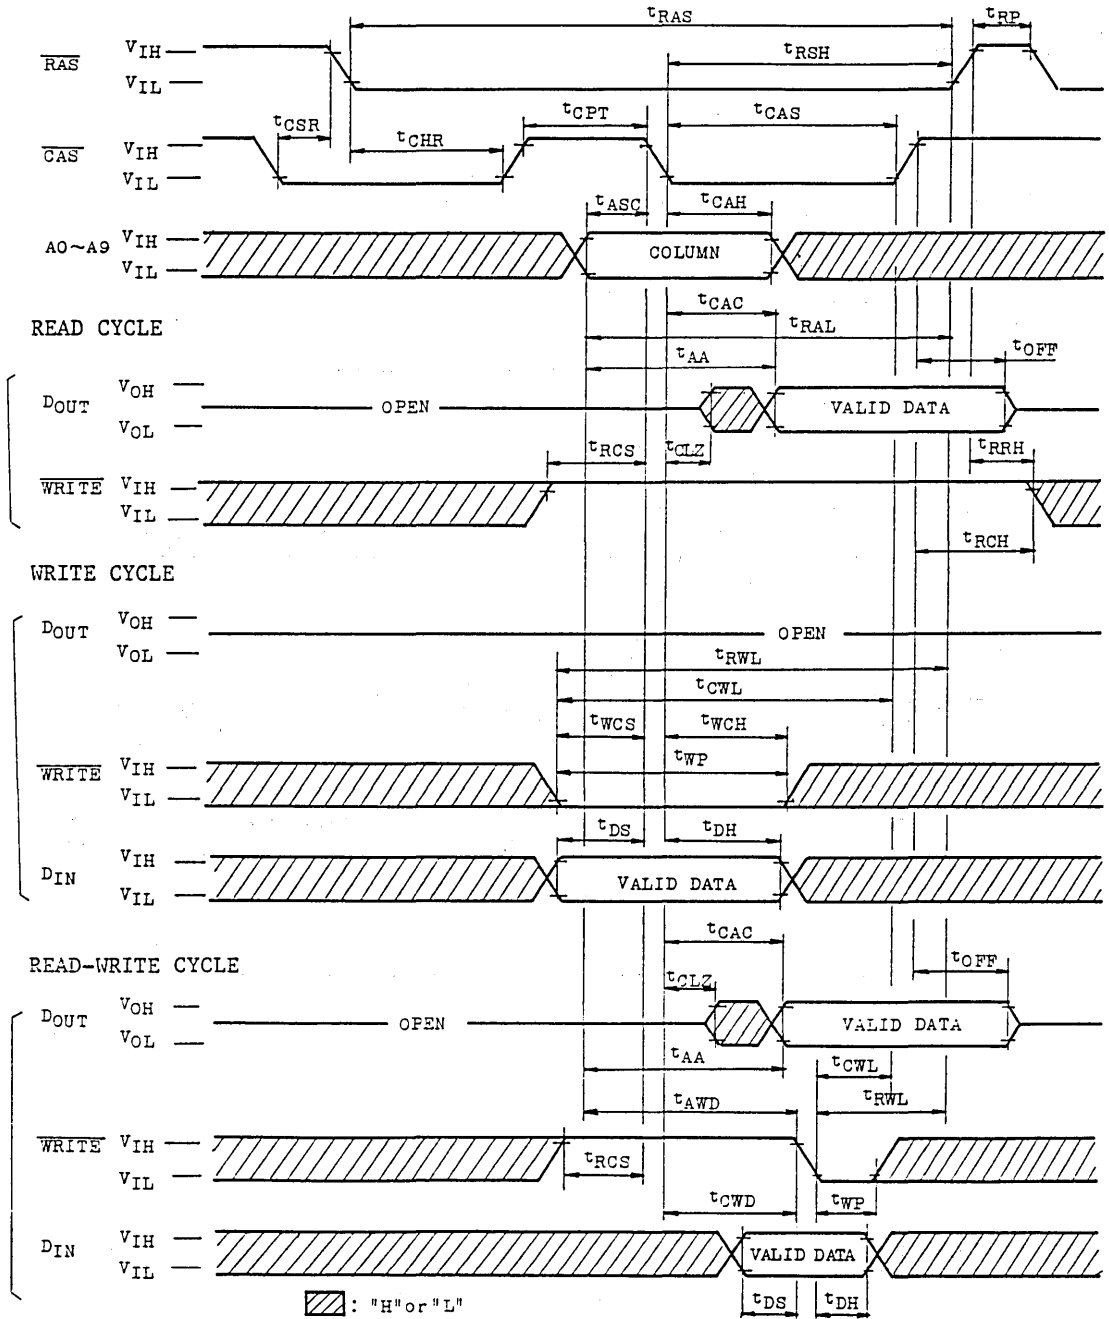 tRAS
tRP
RAS
VIH
VIL
tRSH
tCSR
tCHR
tCPT
tCAS
CAS
VIH
VIL
tASC
tCAH
A0~A9
VIH
VIL
COLUMN
READ CYCLE
tCAC
tRAL
tAA
tOFF
DOUT
VOH
VOL
OPEN
VALID DATA
tRCS
tCLZ
tRRH
WRITE
VIH
VIL
tRCH
WRITE CYCLE
DOUT
VOH
VOL
OPEN
tRWL
tCWL
tWCS
tWCH
WRITE
VIH
VIL
tWP
tDS
tDH
DIN
VIH
VIL
VALID DATA
tCAC
READ-WRITE CYCLE
tCLZ
tOFF
DOUT
VOH
VOL
OPEN
VALID DATA
tAA
tCWL
tAWD
tRWL
WRITE
VIH
VIL
tRCS
tCWD
tWP
DIN
VIH
VIL
VALID DATA
tDS
tDH
: "H" or "L"